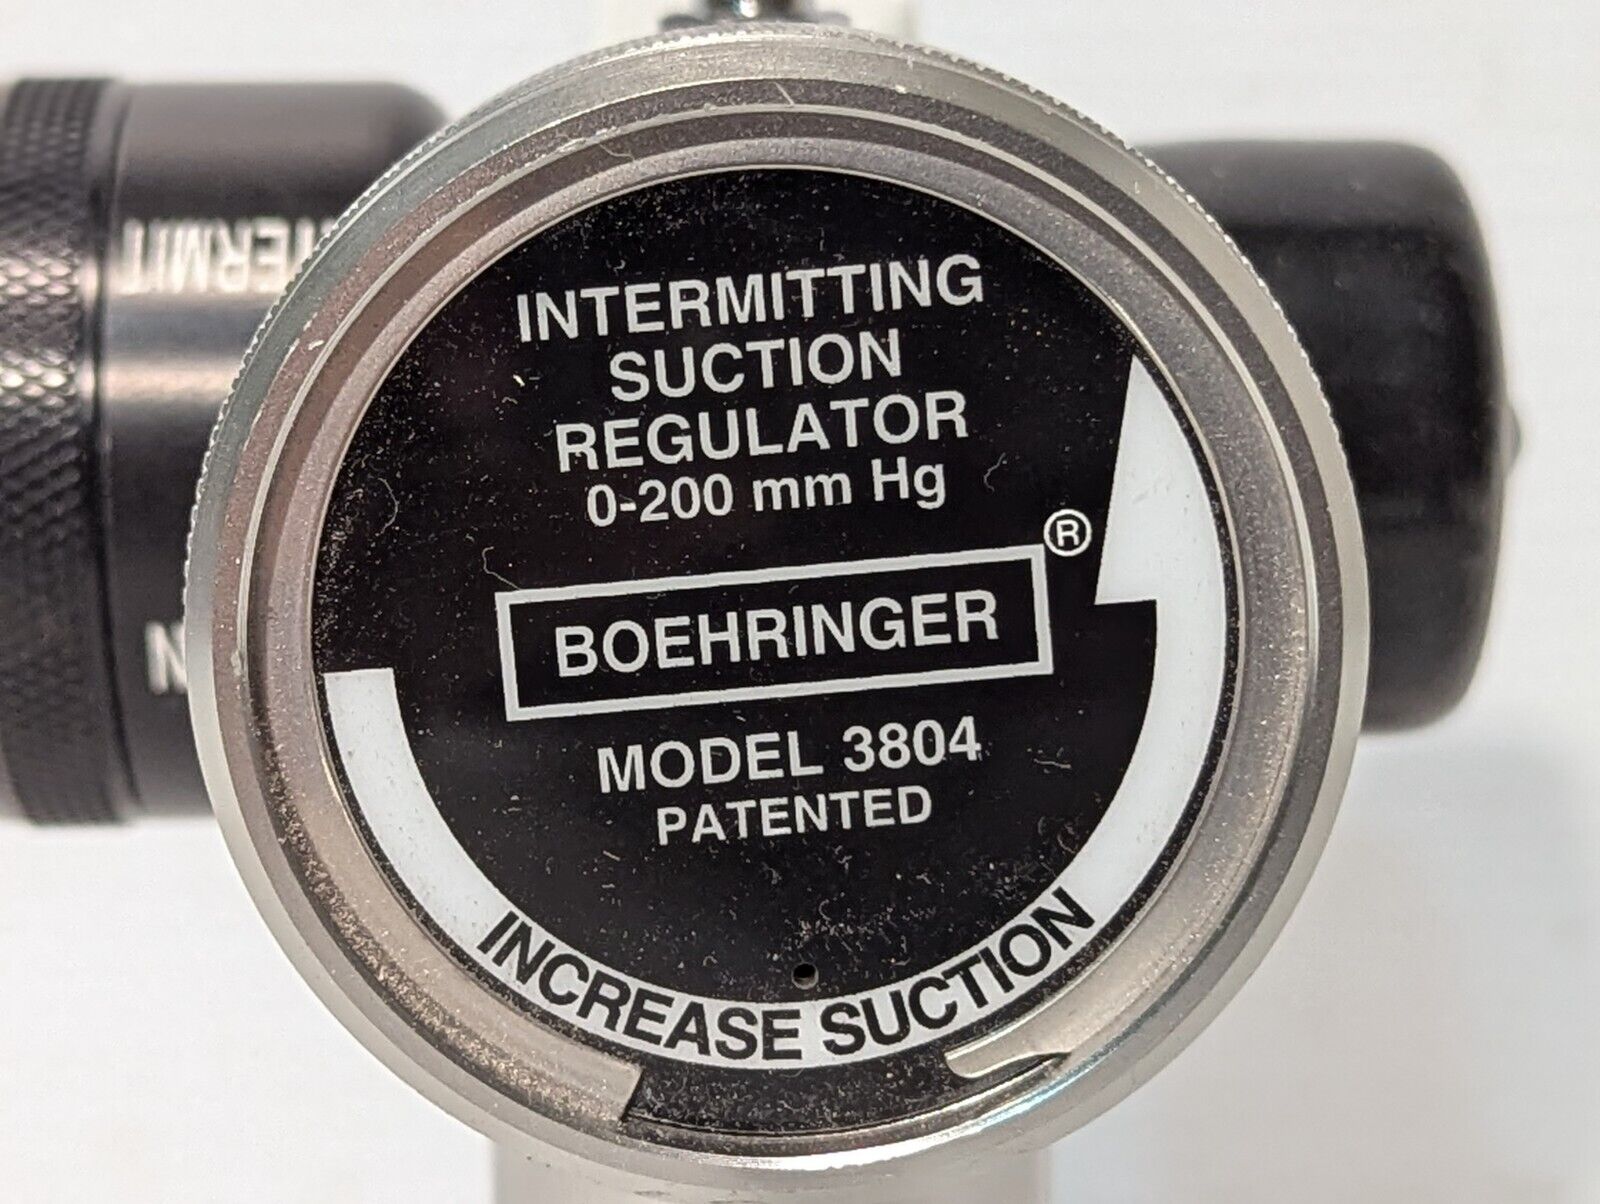 INTERMITTING
SUCTION
REGULATOR
0-200 mm Hg
BOEHRINGER®
MODEL 3804
PATENTED
INCREASE SUCTION